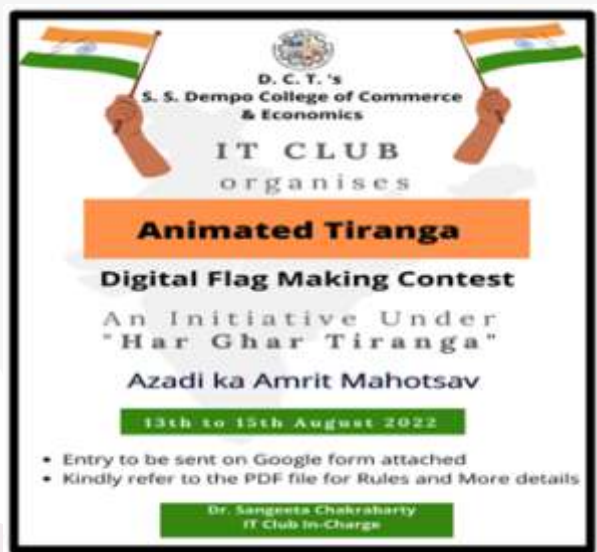 D. C. T. 's
S. S. Dempo College of Commerce
& Economics
IT CLUB
organises
Animated Tiranga
Digital Flag Making Contest
An Initiative Under
"Har Ghar Tiranga"
Azadi ka Amrit Mahotsav
13th to 15th August 2022
• Entry to be sent on Google form attached
• Kindly refer to the PDF file for Rules and More details
Dr. Sangeeta Chakrabarty
IT Club In-Charge